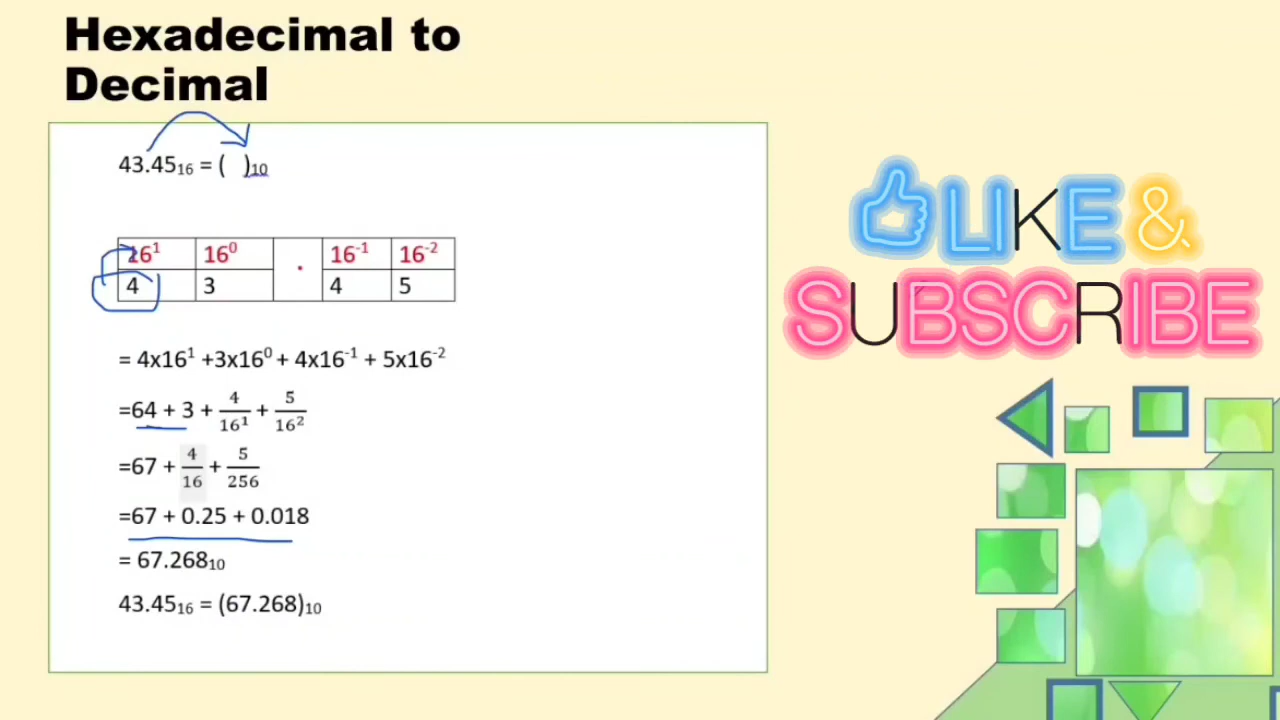 Hexadecimal to
Decimal
43.45₁₆ = ( )₁₀
16¹ 16⁰ . 16⁻¹ 16⁻²
4 3 4 5
= 4x16¹ +3x16⁰ + 4x16⁻¹ + 5x16⁻²
=64 + 3 + 4/16¹ + 5/16²
=67 + 4/16 + 5/256
=67 + 0.25 + 0.018
= 67.268₁₀
43.45₁₆ = (67.268)₁₀
LIKE &
SUBSCRIBE